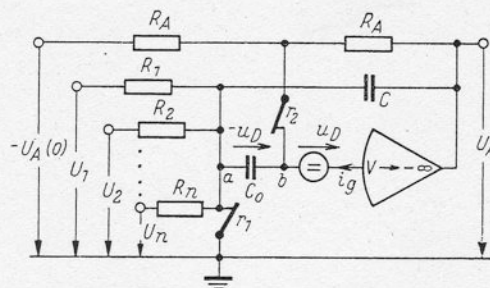 R_A
R_A
R_1
C
R_2
r_2
-u_D
u_D
-U_A(0)
U_1
U_2
a
C_0
b
=
i_g
V → -∞
R_n
r_1
U_n
U_A